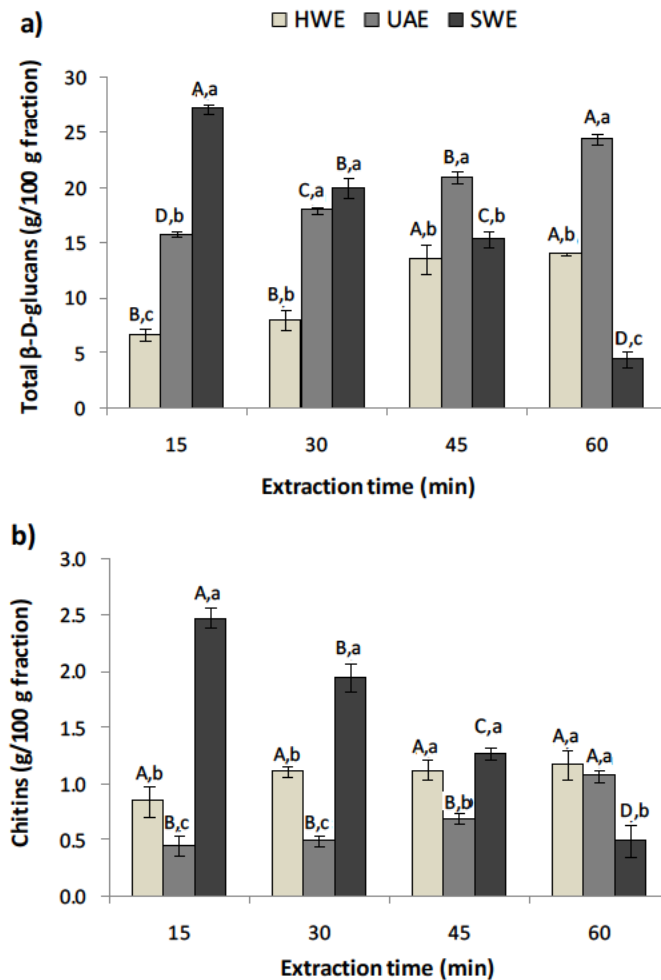 a)
HWE UAE SWE
Total β-D-glucans (g/100 g fraction)
30
25
20
15
10
5
0
B,c D,b A,a
B,b C,a B,a
A,b B,a C,b
A,b A,a D,c
15 30 45 60
Extraction time (min)
b)
Chitins (g/100 g fraction)
3.0
2.5
2.0
1.5
1.0
0.5
0.0
A,b B,c A,a
A,b B,c B,a
A,a B,b C,a
A,a A,a D,b
15 30 45 60
Extraction time (min)